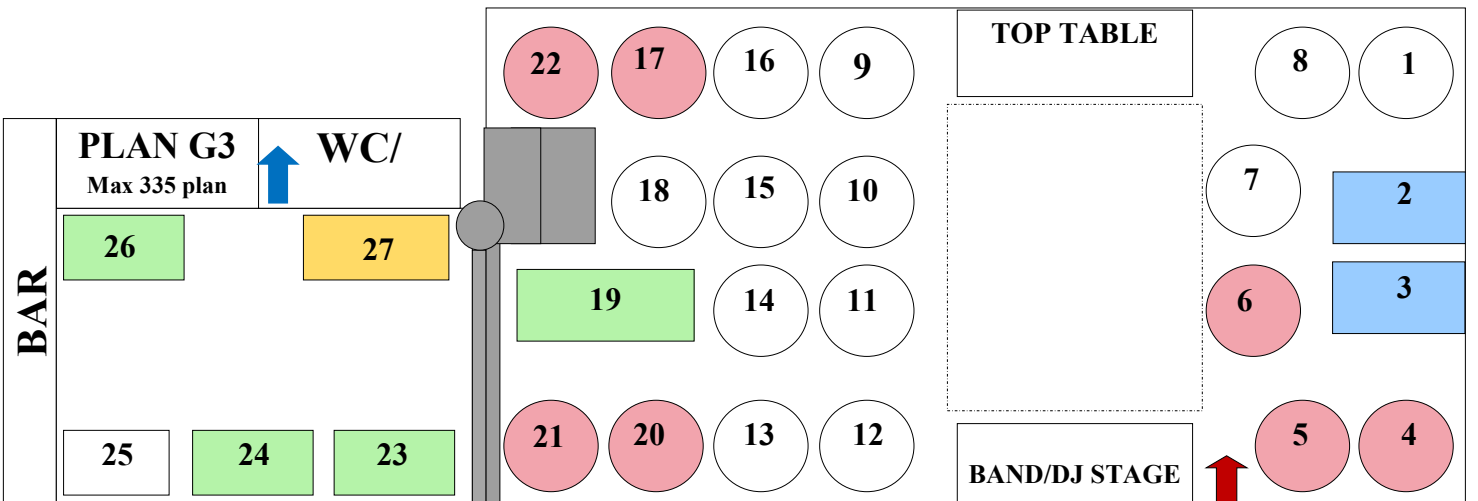 22 17 16 9 TOP TABLE 8 1
PLAN G3 WC/
Max 335 plan
18 15 10 7 2
26 27
19 14 11 6 3
BAR
25 24 23 21 20 13 12 BAND/DJ STAGE 5 4